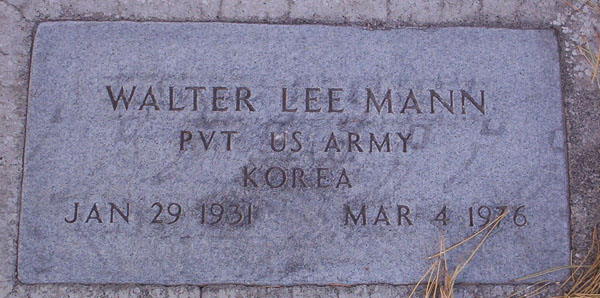 WALTER LEE MANN
PVT US ARMY
KOREA
JAN 29 1931 MAR 4 1976